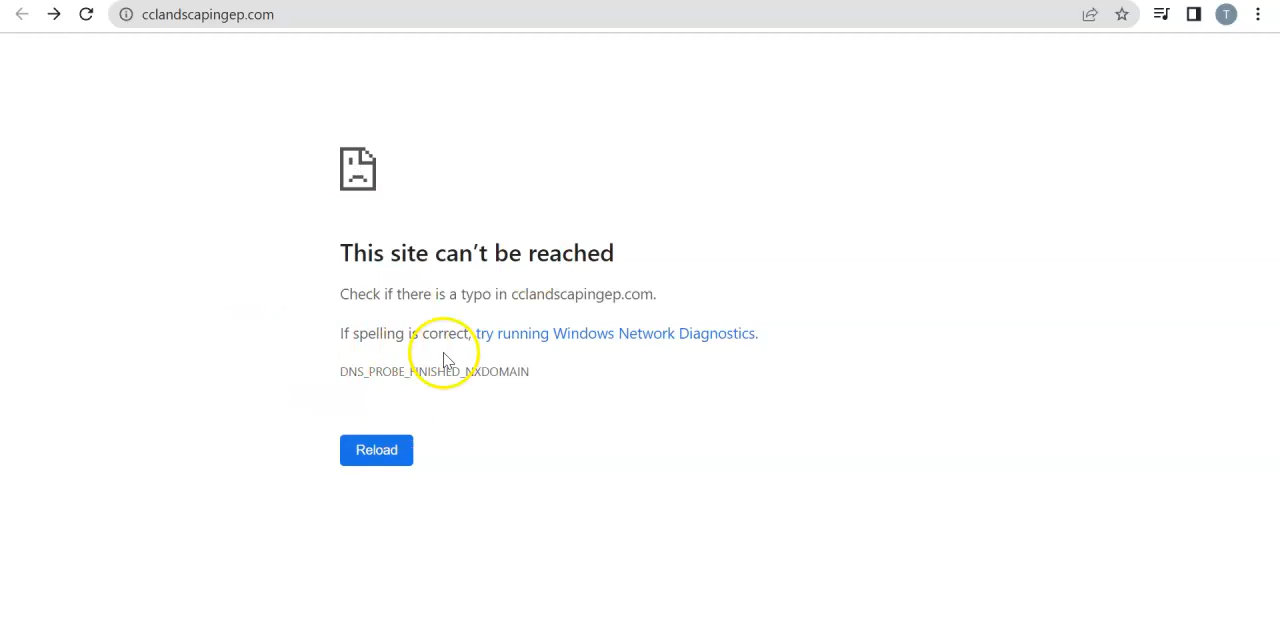 cclandscapingep.com
T
This site can’t be reached
Check if there is a typo in cclandscapingep.com.
If spelling is correct, try running Windows Network Diagnostics.
DNS_PROBE_FINISHED_NXDOMAIN
Reload